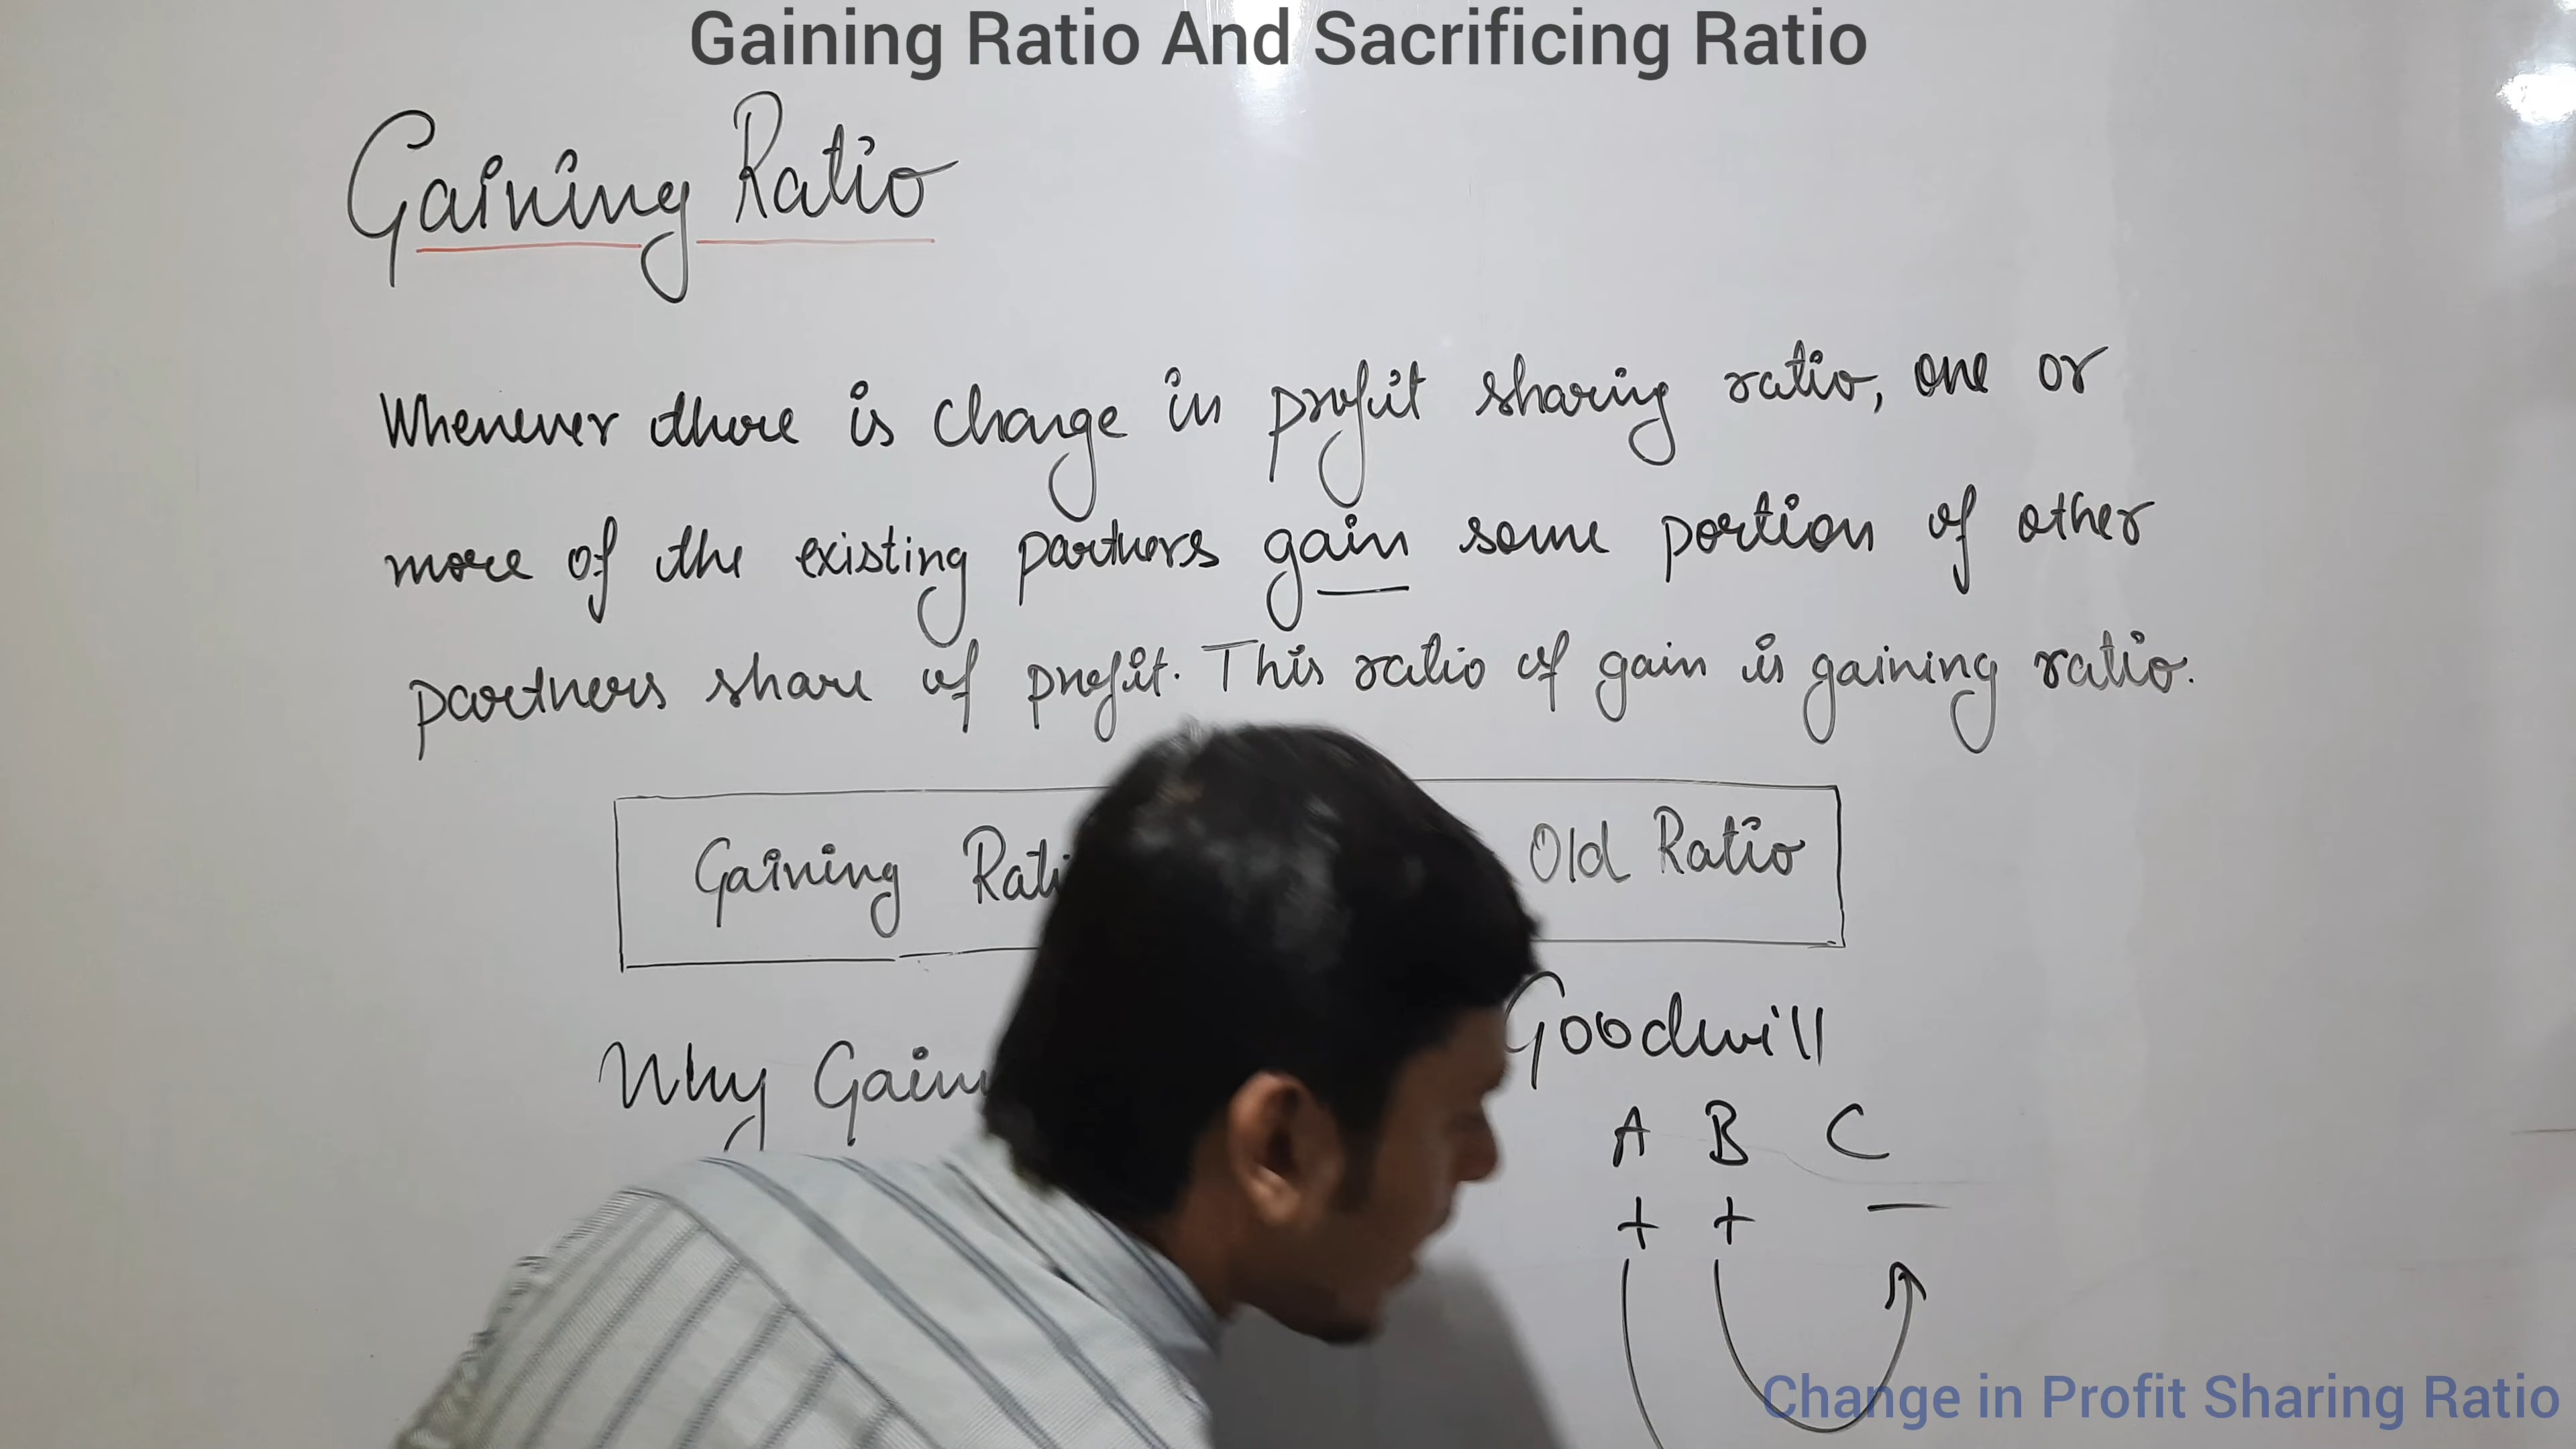 Gaining Ratio And Sacrificing Ratio
Gaining Ratio
Whenever there is change in profit sharing ratio, one or
more of the existing partners gain some portion of other
partners share of profit. This ratio of gain is gaining ratio.
Gaining Old Ratio
Why
Goodwill
A B C
+ + —
Change in Profit Sharing Ratio